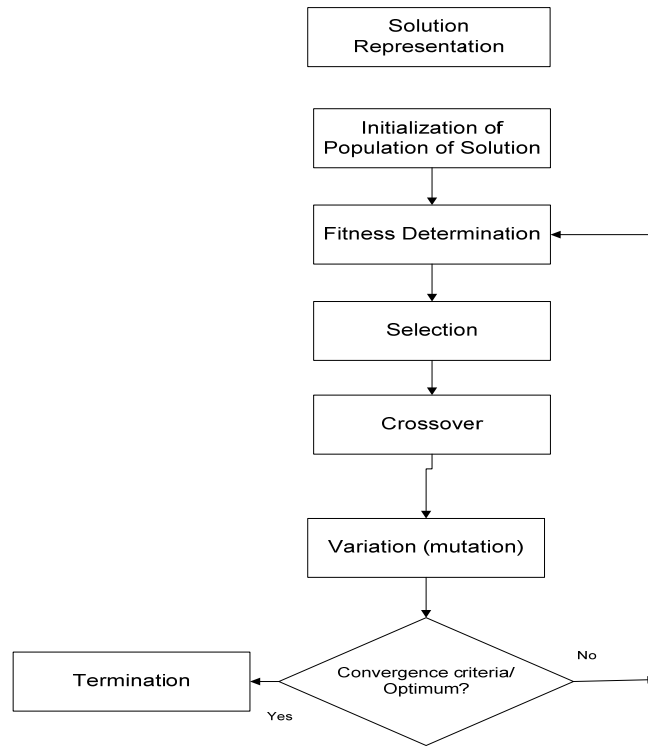 Solution
Representation
Initialization of
Population of Solution
Fitness Determination
Selection
Crossover
Variation (mutation)
Convergence criteria/
Optimum?
No
Termination
Yes